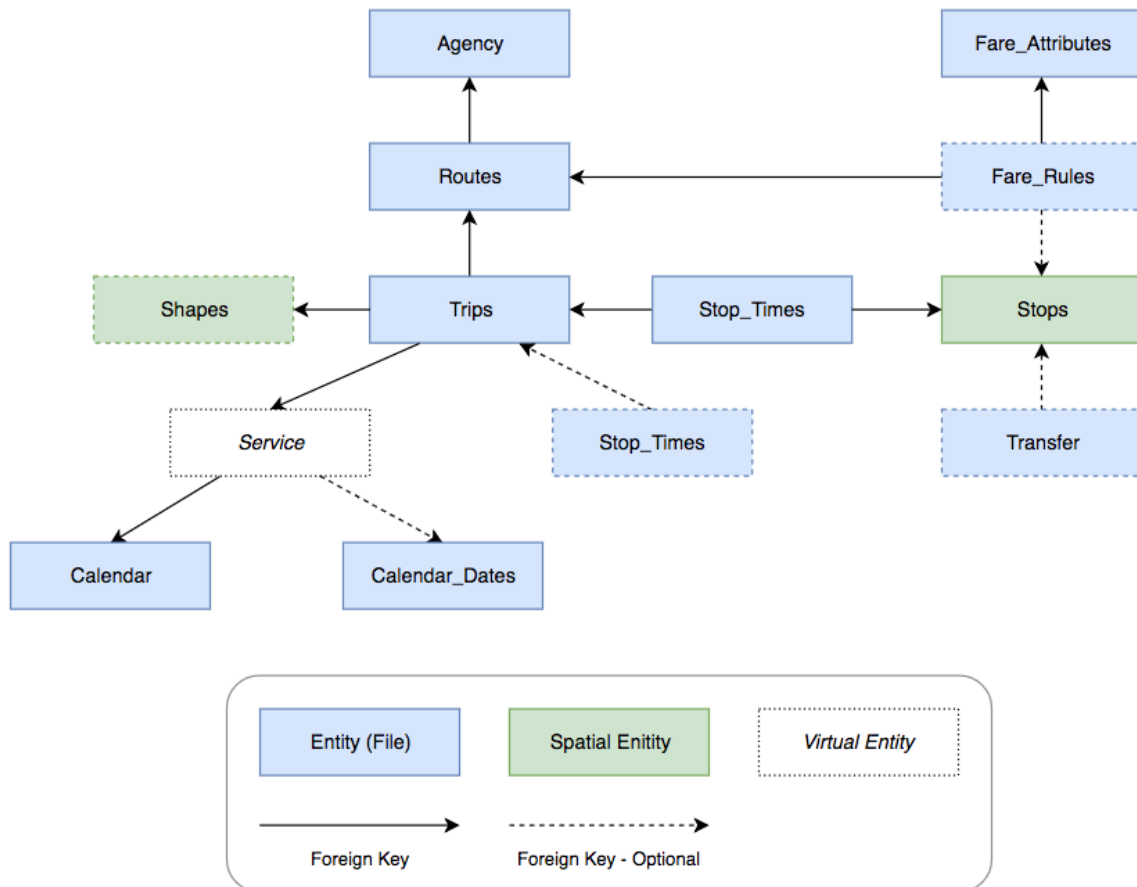 Agency
Fare_Attributes
Routes
Fare_Rules
Shapes
Trips
Stop_Times
Stops
Service
Stop_Times
Transfer
Calendar
Calendar_Dates
Entity (File)
Spatial Enitity
Virtual Entity
Foreign Key
Foreign Key - Optional